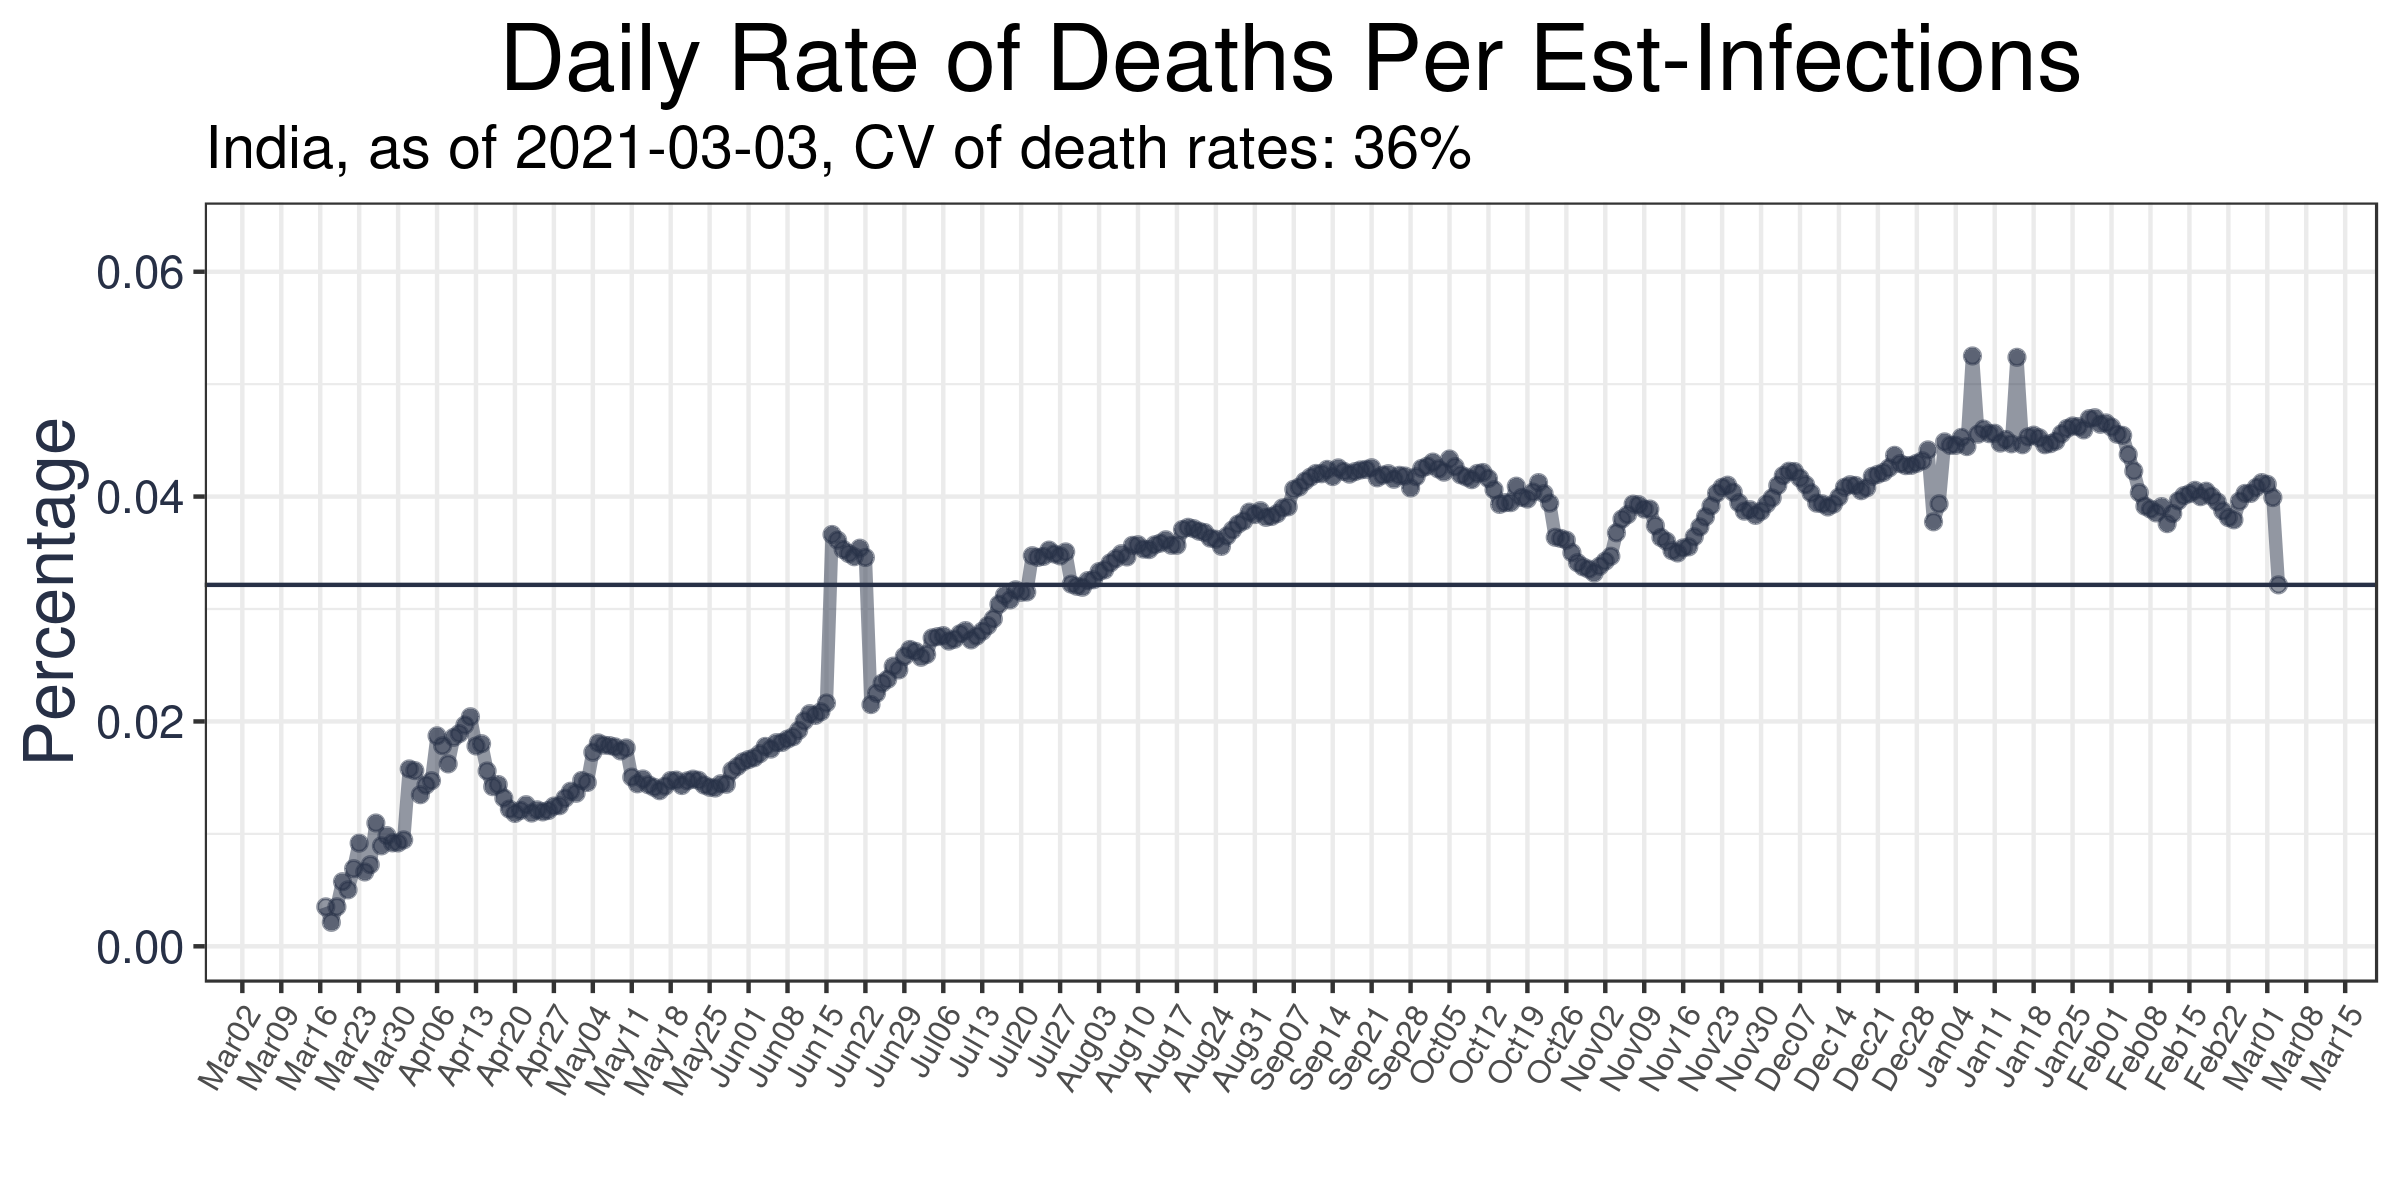 Daily Rate of Deaths Per Est-Infections
India, as of 2021-03-03, CV of death rates: 36%
Percentage
0.06
0.04
0.02
0.00
Mar02
Mar09
Mar16
Mar23
Mar30
Apr06
Apr13
Apr20
Apr27
May04
May11
May18
May25
Jun01
Jun08
Jun15
Jun22
Jun29
Jul06
Jul13
Jul20
Jul27
Aug03
Aug10
Aug17
Aug24
Aug31
Sep07
Sep14
Sep21
Sep28
Oct05
Oct12
Oct19
Oct26
Nov02
Nov09
Nov16
Nov23
Nov30
Dec07
Dec14
Dec21
Dec28
Jan04
Jan11
Jan18
Jan25
Feb01
Feb08
Feb15
Feb22
Mar01
Mar08
Mar15